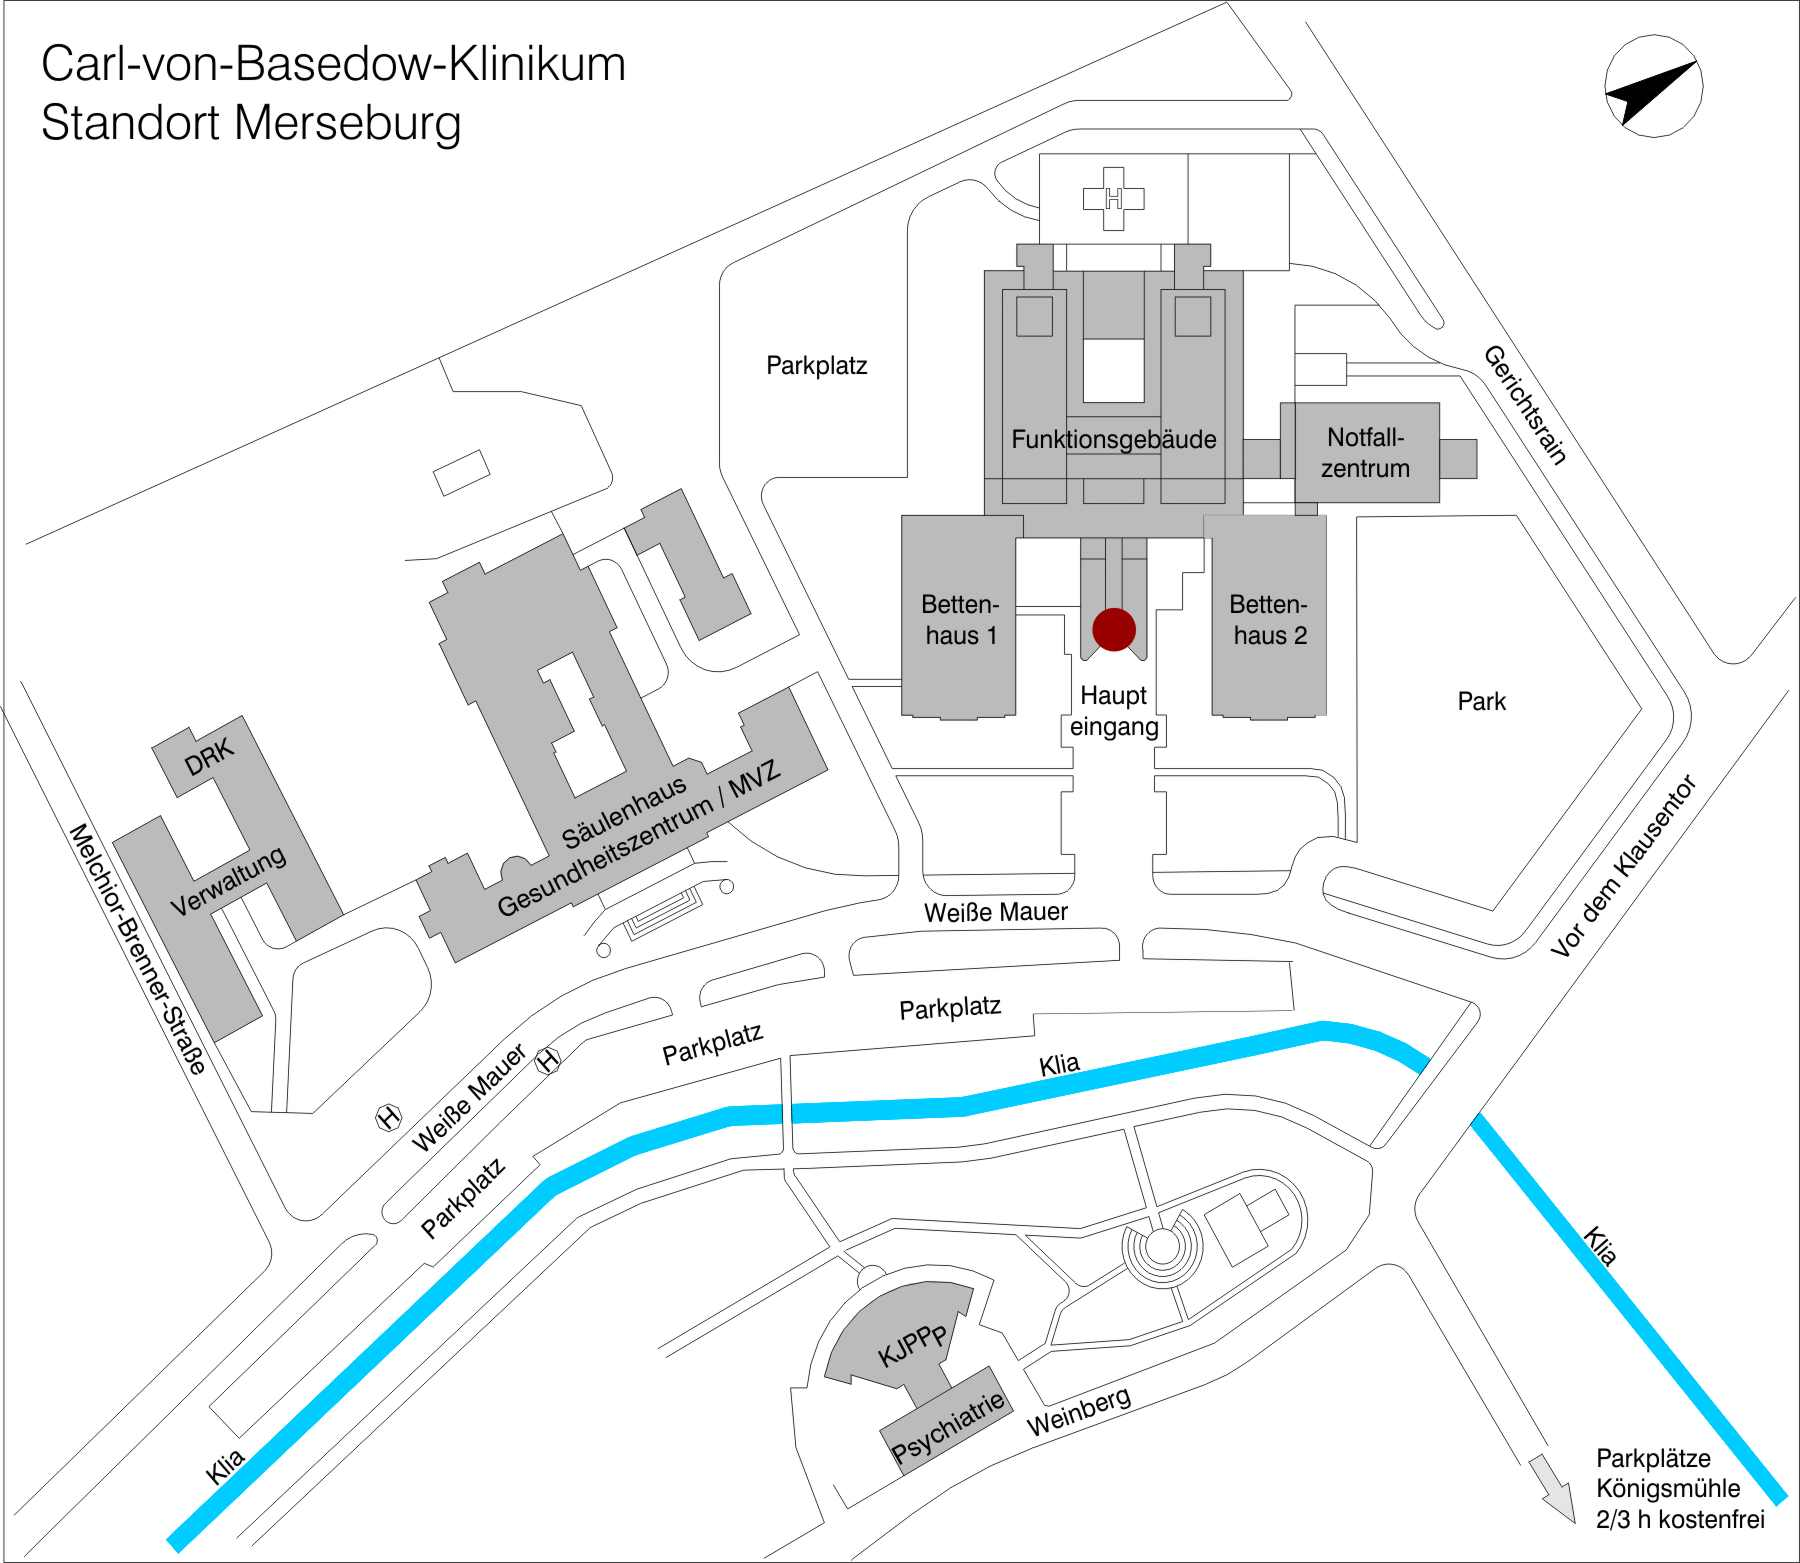 Carl-von-Basedow-Klinikum
Standort Merseburg
H
Parkplatz
Gerichtsrain
Funktionsgebäude
Notfall-
zentrum
Betten-
haus 1
Betten-
haus 2
Haupt
eingang
Park
DRK
Verwaltung
Säulenhaus
Gesundheitszentrum / MVZ
Melchior-Brenner-Straße
Vor dem Klausentor
Weiße Mauer
Parkplatz
Parkplatz
Klia
H
H
Weiße Mauer
Parkplatz
Klia
KJPPP
Psychiatrie
Weinberg
Klia
Parkplätze
Königsmühle
2/3 h kostenfrei